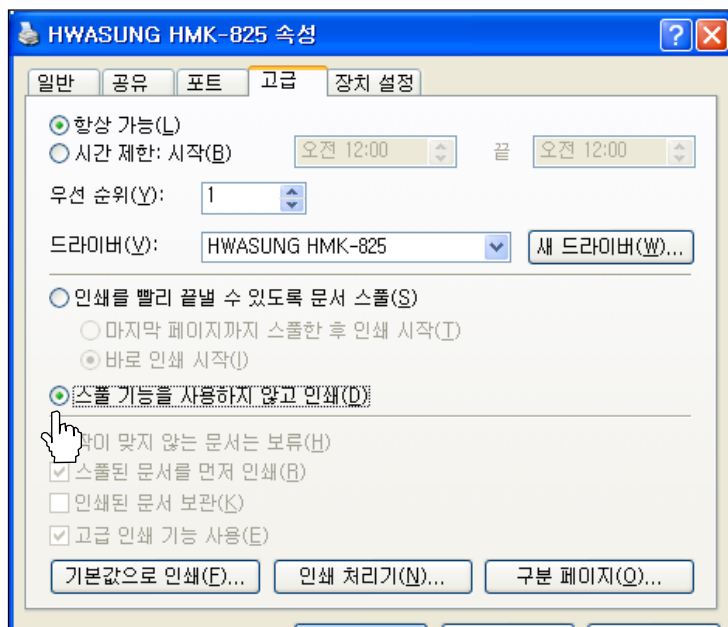 HWASUNG HMK-825 속성
일반 공유 포트 고급 장치 설정
항상 가능(L)
시간 제한: 시작(B) 오전 12:00 끝 오전 12:00
우선 순위(Y): 1
드라이버(V): HWASUNG HMK-825 새 드라이버(W)...
인쇄를 빨리 끝낼 수 있도록 문서 스풀(S)
마지막 페이지까지 스풀한 후 인쇄 시작(T)
바로 인쇄 시작(I)
스풀 기능을 사용하지 않고 인쇄(D)
맞지 않는 문서는 보류(H)
스풀된 문서를 먼저 인쇄(R)
인쇄된 문서 보관(K)
고급 인쇄 기능 사용(E)
기본값으로 인쇄(F)... 인쇄 처리기(N)... 구분 페이지(O)...